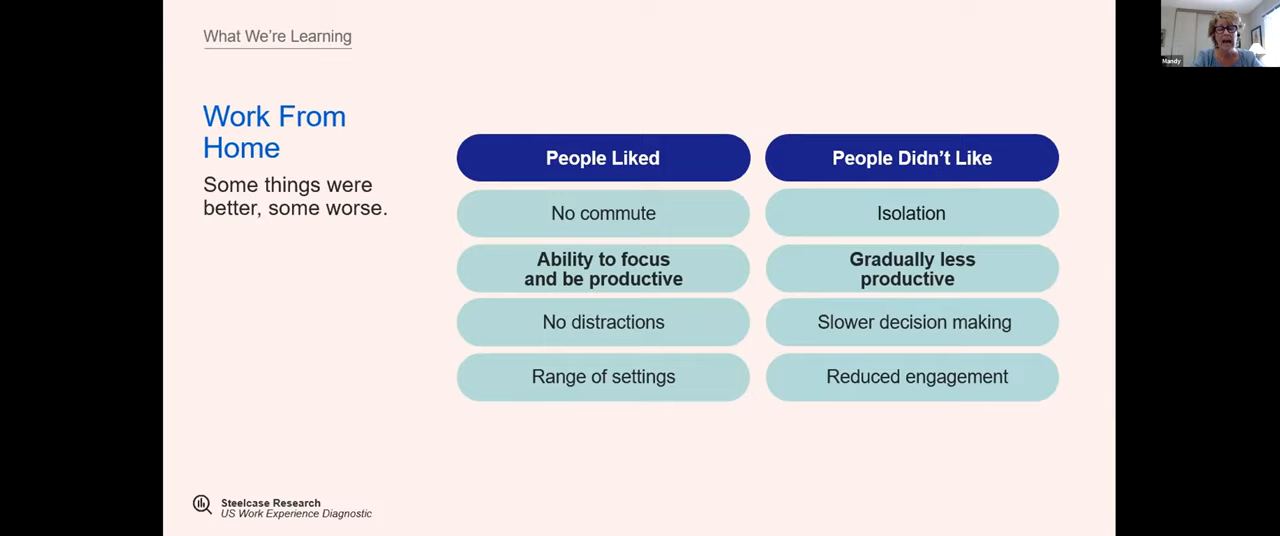 What We’re Learning
Work From
Home
Some things were
better, some worse.
People Liked
People Didn’t Like
No commute
Isolation
Ability to focus
and be productive
Gradually less
productive
No distractions
Slower decision making
Range of settings
Reduced engagement
Steelcase Research
US Work Experience Diagnostic
Mandy